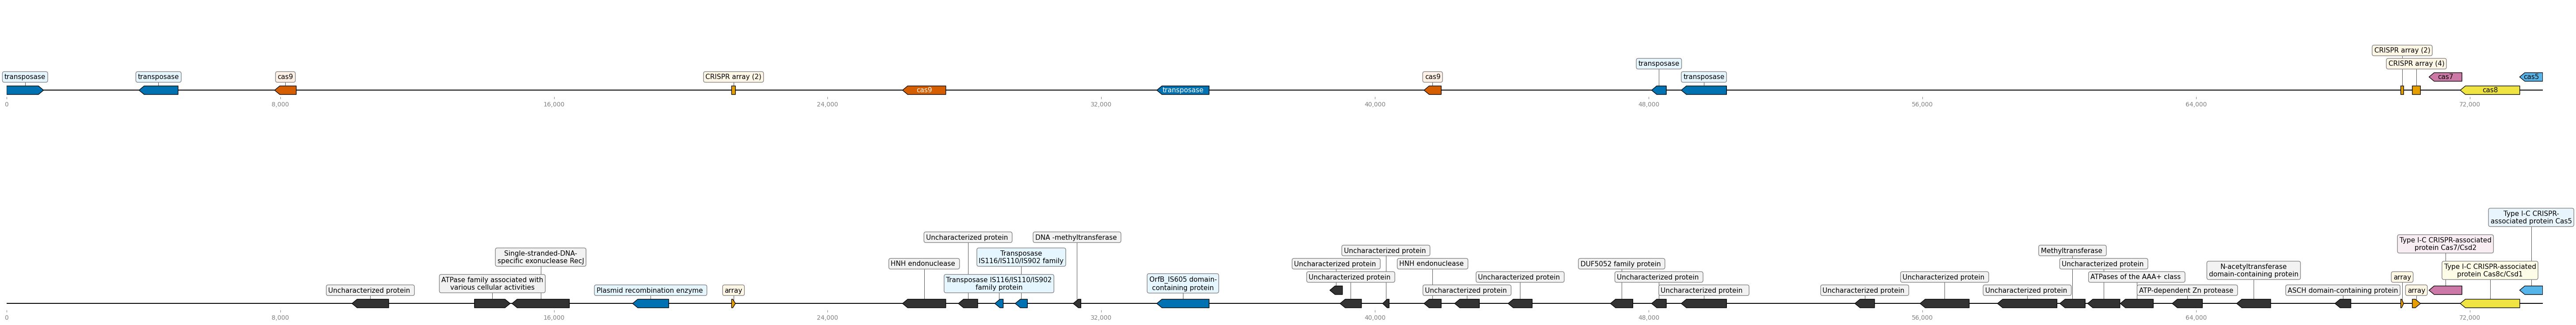 CRISPR array (2)
CRISPR array (4)
transposase
transposase
transposase
cas9
CRISPR array (2)
cas9
transposase
cas7
cas5
cas9
transposase
cas8
0
8,000
16,000
24,000
32,000
40,000
48,000
56,000
64,000
72,000
Type I-C CRISPR-
associated protein Cas5
Uncharacterized protein
DNA -methyltransferase
Type I-C CRISPR-associated
protein Cas7/Csd2
Single-stranded-DNA-
specific exonuclease RecJ
Transposase
IS116/IS110/IS902 family
Uncharacterized protein
Methyltransferase
HNH endonuclease
Uncharacterized protein
HNH endonuclease
DUF5052 family protein
Uncharacterized protein
N-acetyltransferase
domain-containing protein
Type I-C CRISPR-associated
protein Cas8c/Csd1
ATPase family associated with
various cellular activities
Transposase IS116/IS110/IS902
family protein
OrfB_IS605 domain-
containing protein
Uncharacterized protein
Uncharacterized protein
Uncharacterized protein
Uncharacterized protein
ATPases of the AAA+ class
array
Uncharacterized protein
Plasmid recombination enzyme
array
Uncharacterized protein
Uncharacterized protein
Uncharacterized protein
Uncharacterized protein
ATP-dependent Zn protease
ASCH domain-containing protein
array
0
8,000
16,000
24,000
32,000
40,000
48,000
56,000
64,000
72,000